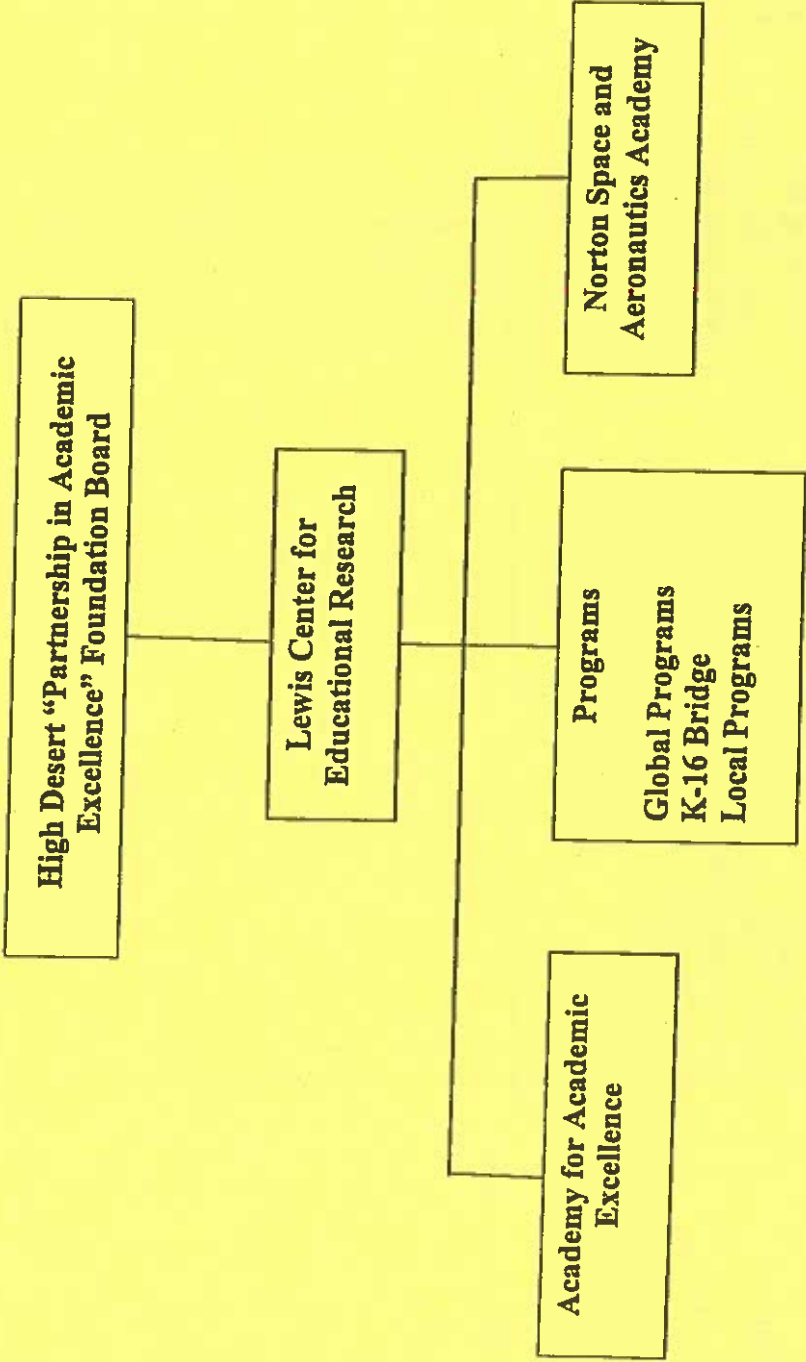 High Desert “Partnership in Academic
Excellence” Foundation Board
Lewis Center for
Educational Research
Academy for Academic
Excellence
Programs
Global Programs
K-16 Bridge
Local Programs
Norton Space and
Aeronautics Academy